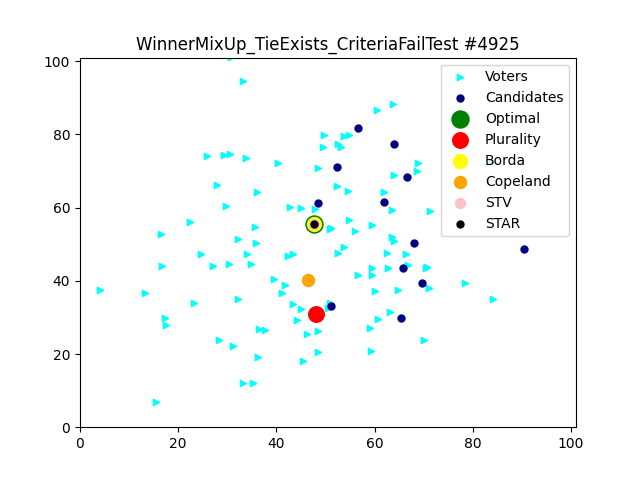 WinnerMixUp_TieExists_CriteriaFailTest #4925
100
80
60
40
20
0
0
20
40
60
80
100
Voters
Candidates
Optimal
Plurality
Borda
Copeland
STV
STAR